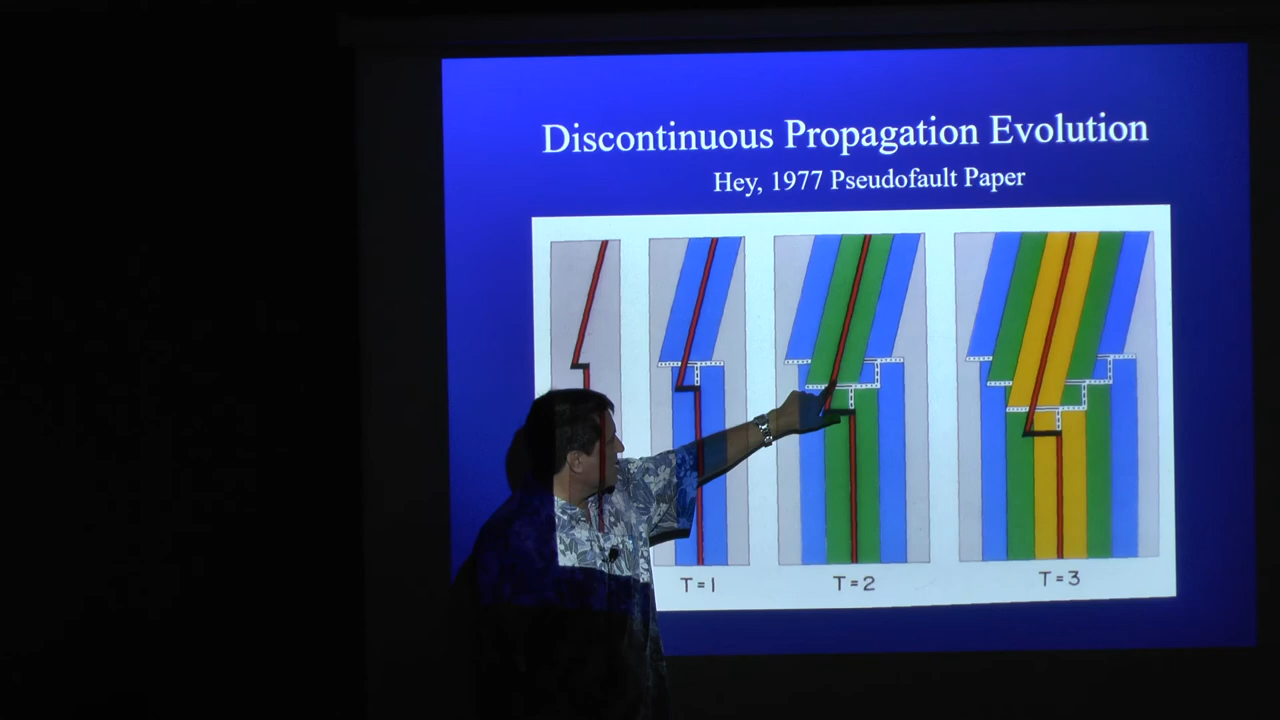 Discontinuous Propagation Evolution
Hey, 1977 Pseudofault Paper
T=1
T=2
T=3